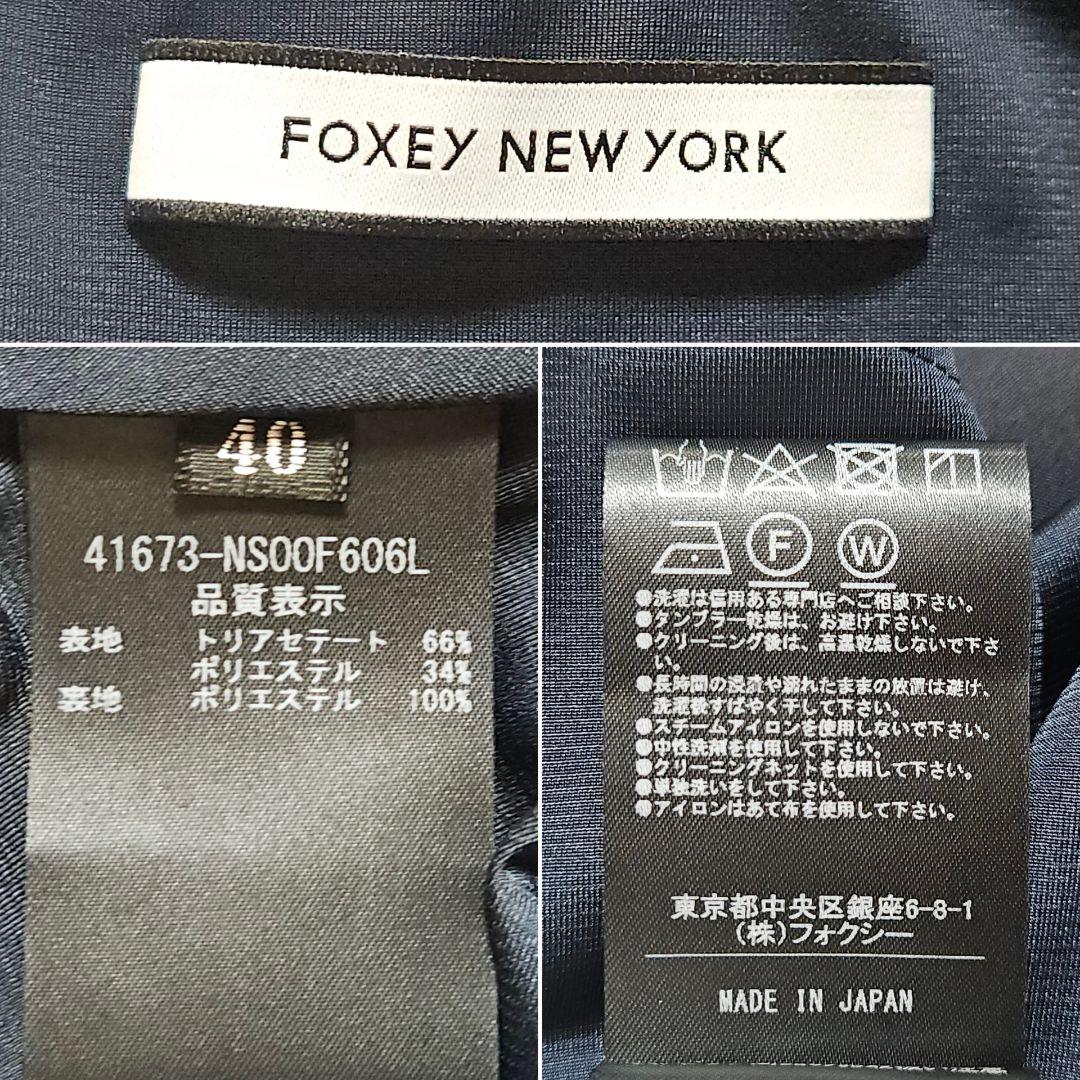 FOXEY NEW YORK
40
41673-NS00F606L
品質表示
表地 トリアセテート 66%
ポリエステル 34%
裏地 ポリエステル 100%
F W
●洗濯は信用ある専門店へご相談下さい。
●タンブラー乾燥は、お避け下さい。
●クリーニング後は、高温乾燥しないで下さ
い。
●長時間の浸漬や濡れたままの放置は避け、
洗濯後すばやく干して下さい。
●スチームアイロンを使用しないで下さい。
●中性洗剤を使用して下さい。
●クリーニングネットを使用して下さい。
●単独洗いをして下さい。
●アイロンはあて布を使用して下さい。
東京都中央区銀座6-8-1
(株)フォクシー
MADE IN JAPAN